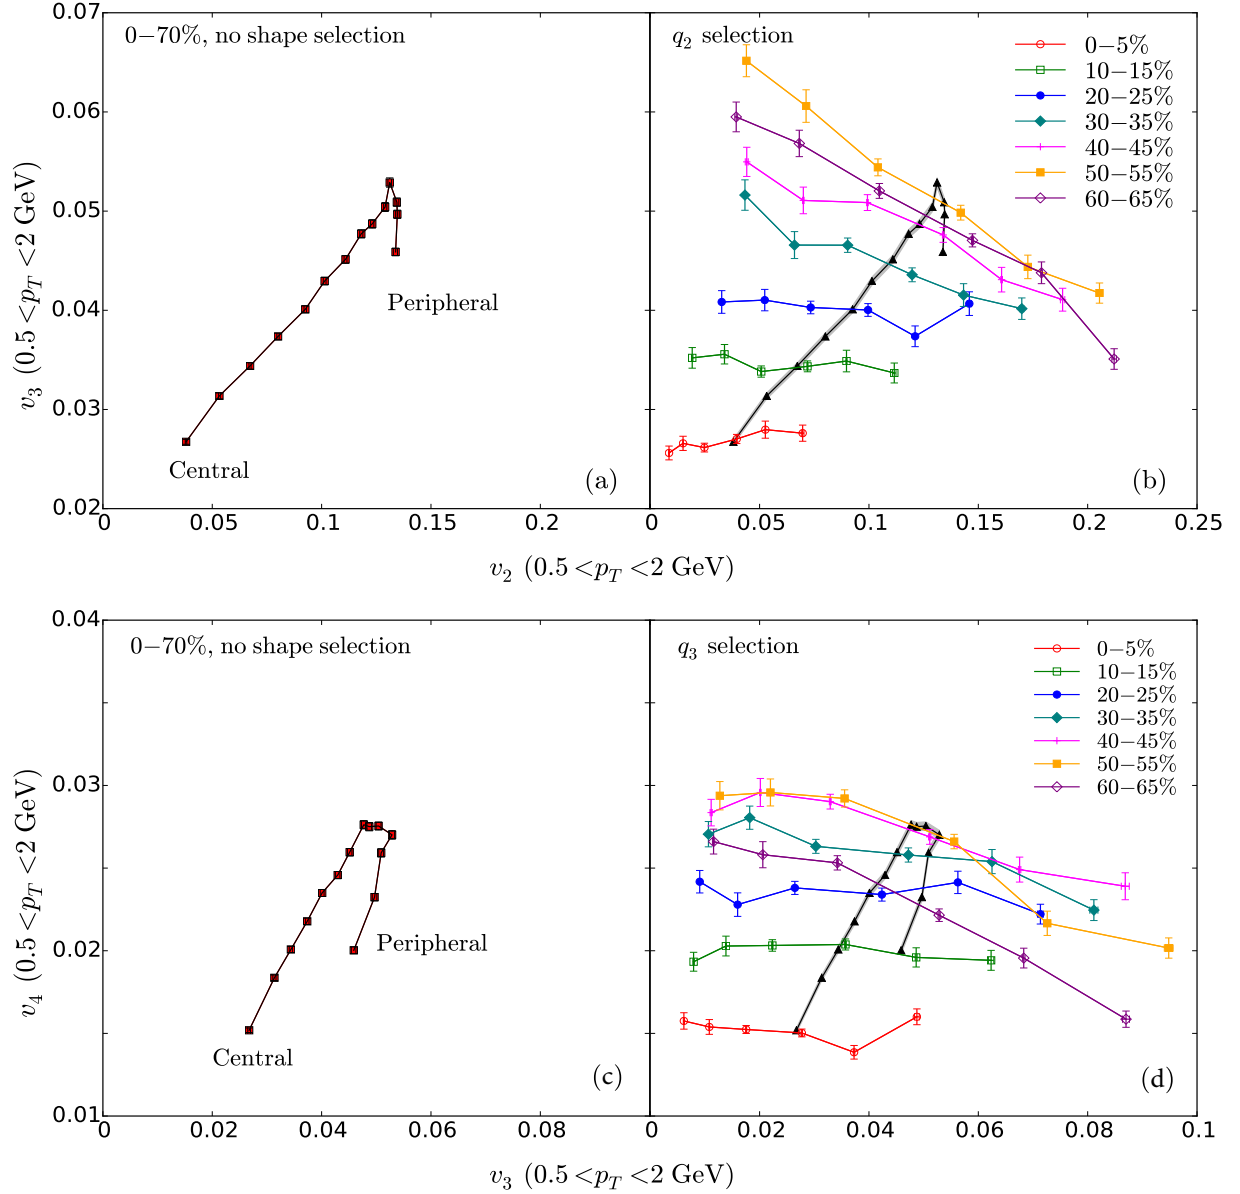 0−70%, no shape selection
0.07
0.06
0.05
0.04
0.03
0.02
v3 (0.5<pT<2 GeV)
Peripheral
Central
(a)
0 0.05 0.1 0.15 0.2
q2 selection
0−5%
10−15%
20−25%
30−35%
40−45%
50−55%
60−65%
(b)
0 0.05 0.1 0.15 0.2 0.25
v2 (0.5<pT<2 GeV)
0−70%, no shape selection
0.04
0.03
0.02
0.01
v4 (0.5<pT<2 GeV)
Peripheral
Central
(c)
0 0.02 0.04 0.06 0.08
q3 selection
0−5%
10−15%
20−25%
30−35%
40−45%
50−55%
60−65%
(d)
0 0.02 0.04 0.06 0.08 0.1
v3 (0.5<pT<2 GeV)